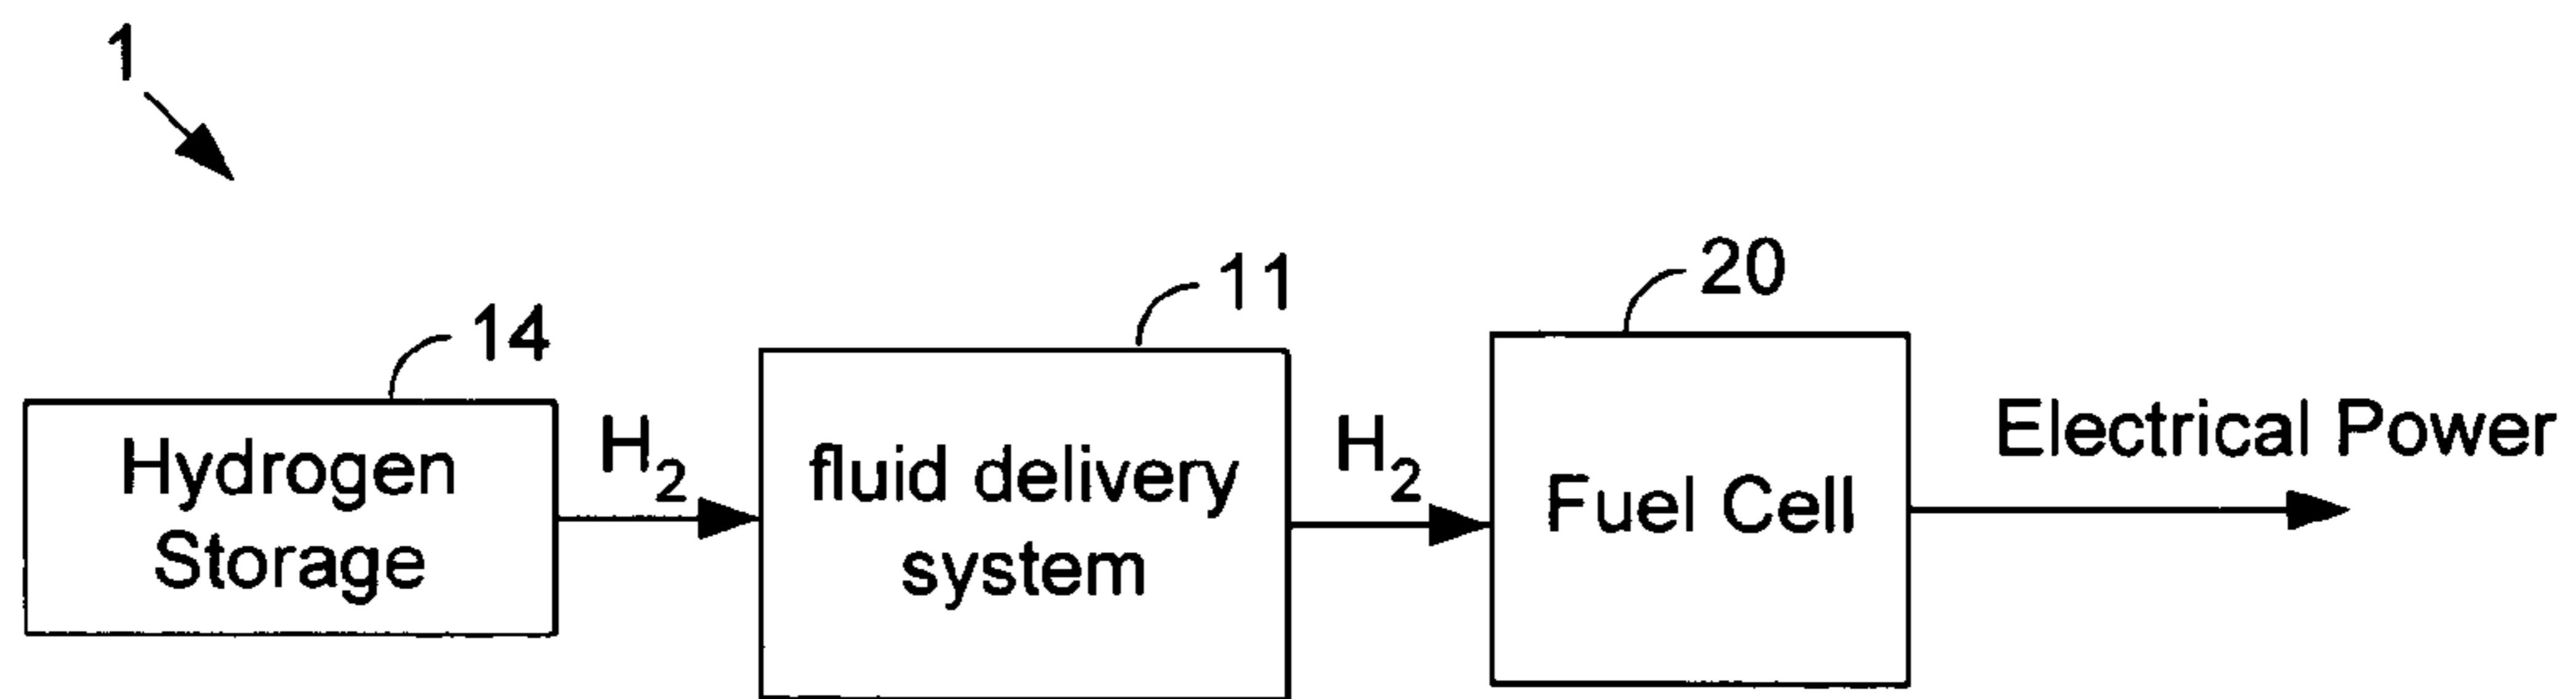 1
14
Hydrogen
Storage
H₂
11
fluid delivery
system
H₂
20
Fuel Cell
Electrical Power